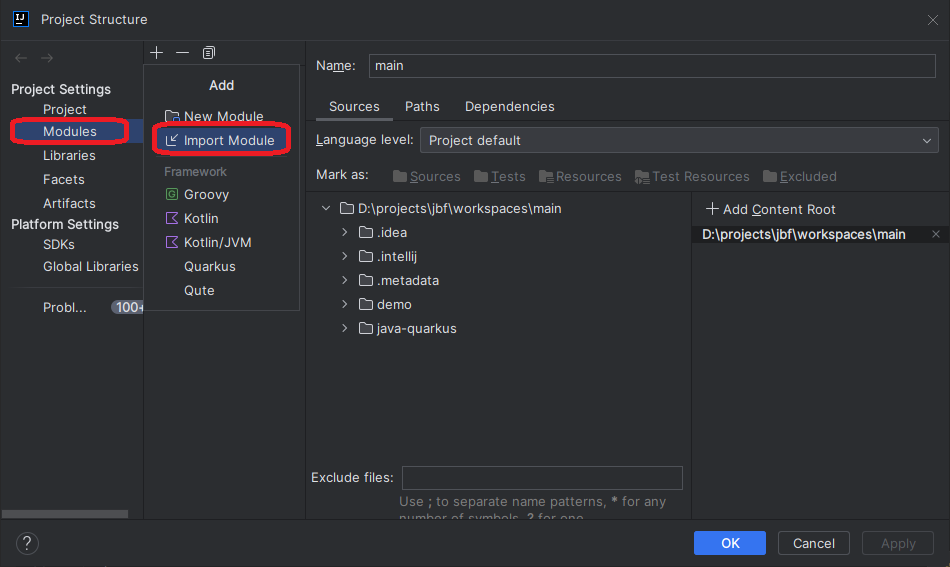 Project Structure
Project Settings
Project
Modules
Libraries
Facets
Artifacts
Platform Settings
SDKs
Global Libraries
Probl... 100+
Add
New Module
Import Module
Framework
Groovy
Kotlin
Kotlin/JVM
Quarkus
Qute
Name: main
Sources Paths Dependencies
Language level: Project default
Mark as: Sources Tests Resources Test Resources Excluded
D:\projects\jbf\workspaces\main
.idea
.intellij
.metadata
demo
java-quarkus
Add Content Root
D:\projects\jbf\workspaces\main
Exclude files:
Use ; to separate name patterns, * for any
number of symbols, ? for one
? OK Cancel Apply